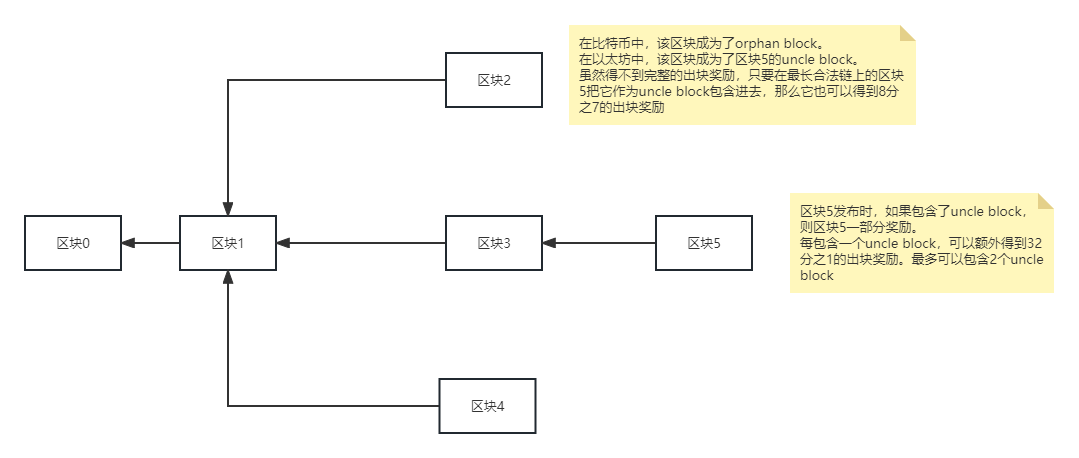 在比特币中，该区块成为了orphan block。
在以太坊中，该区块成为了区块5的uncle block。
虽然得不到完整的出块奖励，只要在最长合法链上的区块
5把它作为uncle block包含进去，那么它也可以得到8分
之7的出块奖励
区块2
区块5发布时，如果包含了uncle block，
则区块5一部分奖励。
每包含一个uncle block，可以额外得到32
分之1的出块奖励。最多可以包含2个uncle
block
区块0
区块1
区块3
区块5
区块4